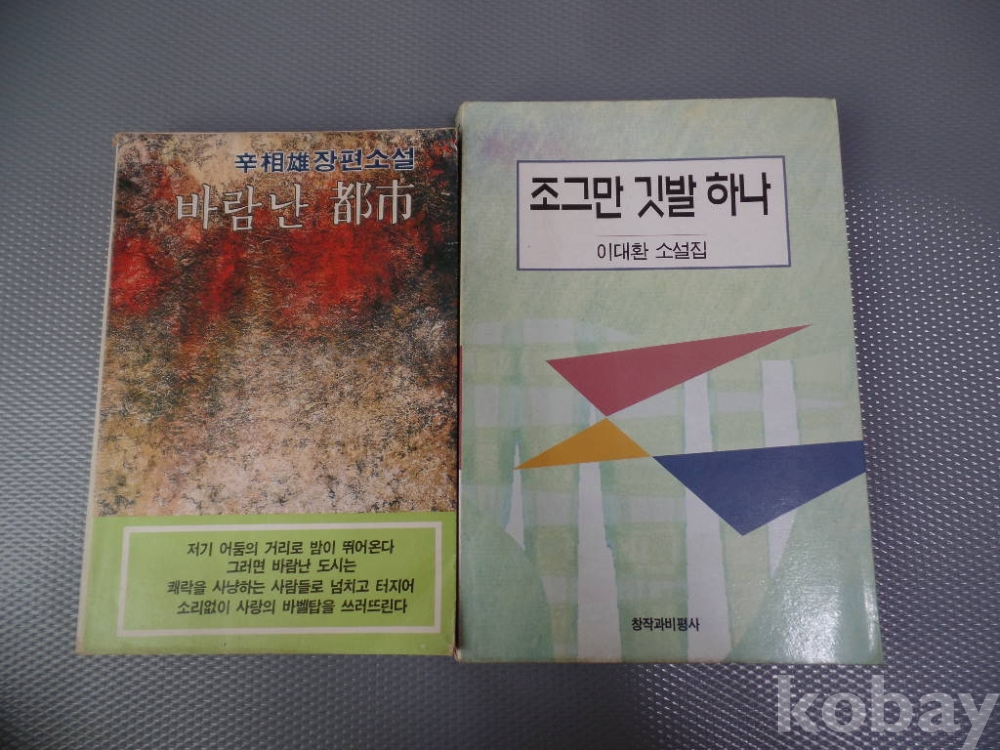 辛相雄장편소설
바람난 都市
저기 어둠의 거리로 밤이 뛰어온다
그러면 바람난 도시는
쾌락을 사냥하는 사람들로 넘치고 터지어
소리없이 사랑의 바벨탑을 쓰러뜨린다
조그만 깃발 하나
이대환 소설집
창작과비평사
kobay